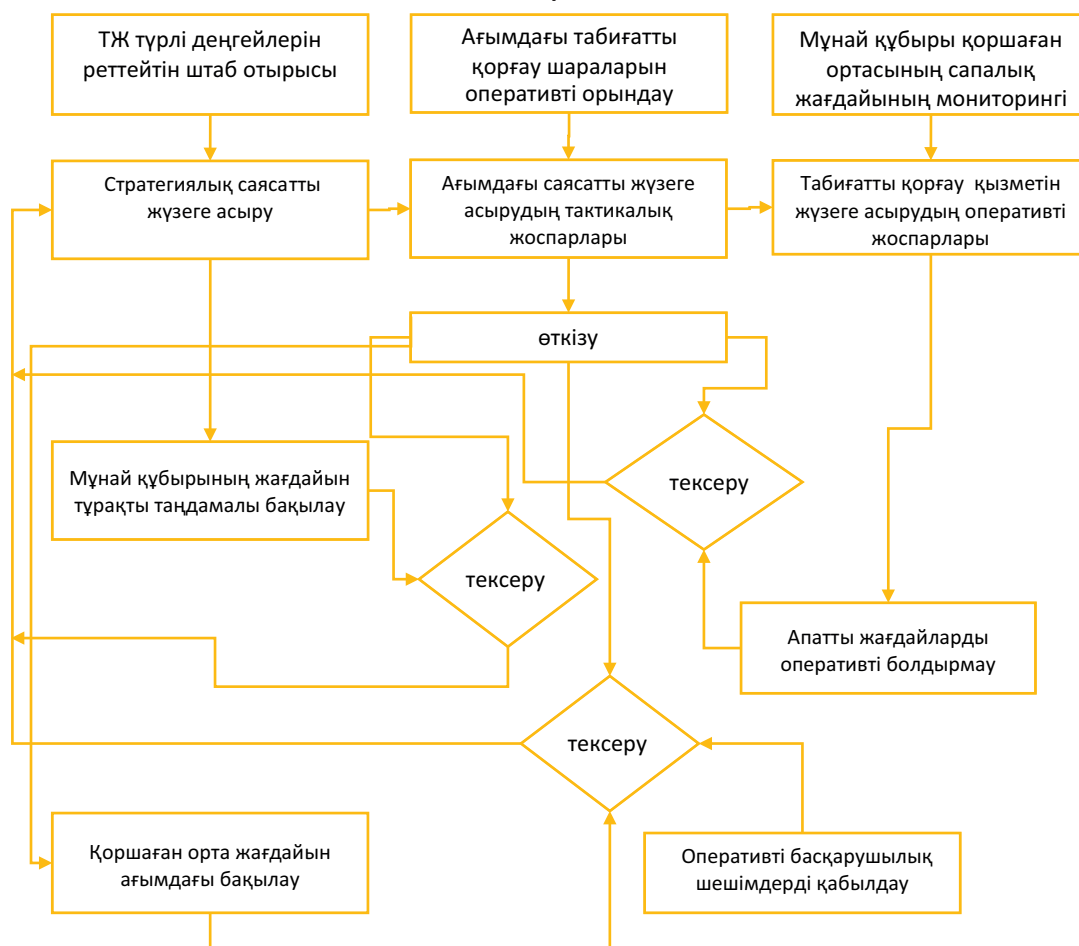 ТЖ түрлі деңгейлерін
реттейтін штаб отырысы
Ағымдағы табиғатты
қорғау шараларын
оперативті орындау
Мұнай құбыры қоршаған
ортасының сапалық
жағдайының мониторингі
Стратегиялық саясатты
жүзеге асыру
Ағымдағы саясатты жүзеге
асырудың тактикалық
жоспарлары
Табиғатты қорғау қызметін
жүзеге асырудың оперативті
жоспарлары
өткізу
Мұнай құбырының жағдайын
тұрақты таңдамалы бақылау
тексеру
тексеру
Апатты жағдайларды
оперативті болдырмау
тексеру
Қоршаған орта жағдайын
ағымдағы бақылау
Оперативті басқарушылық
шешімдерді қабылдау